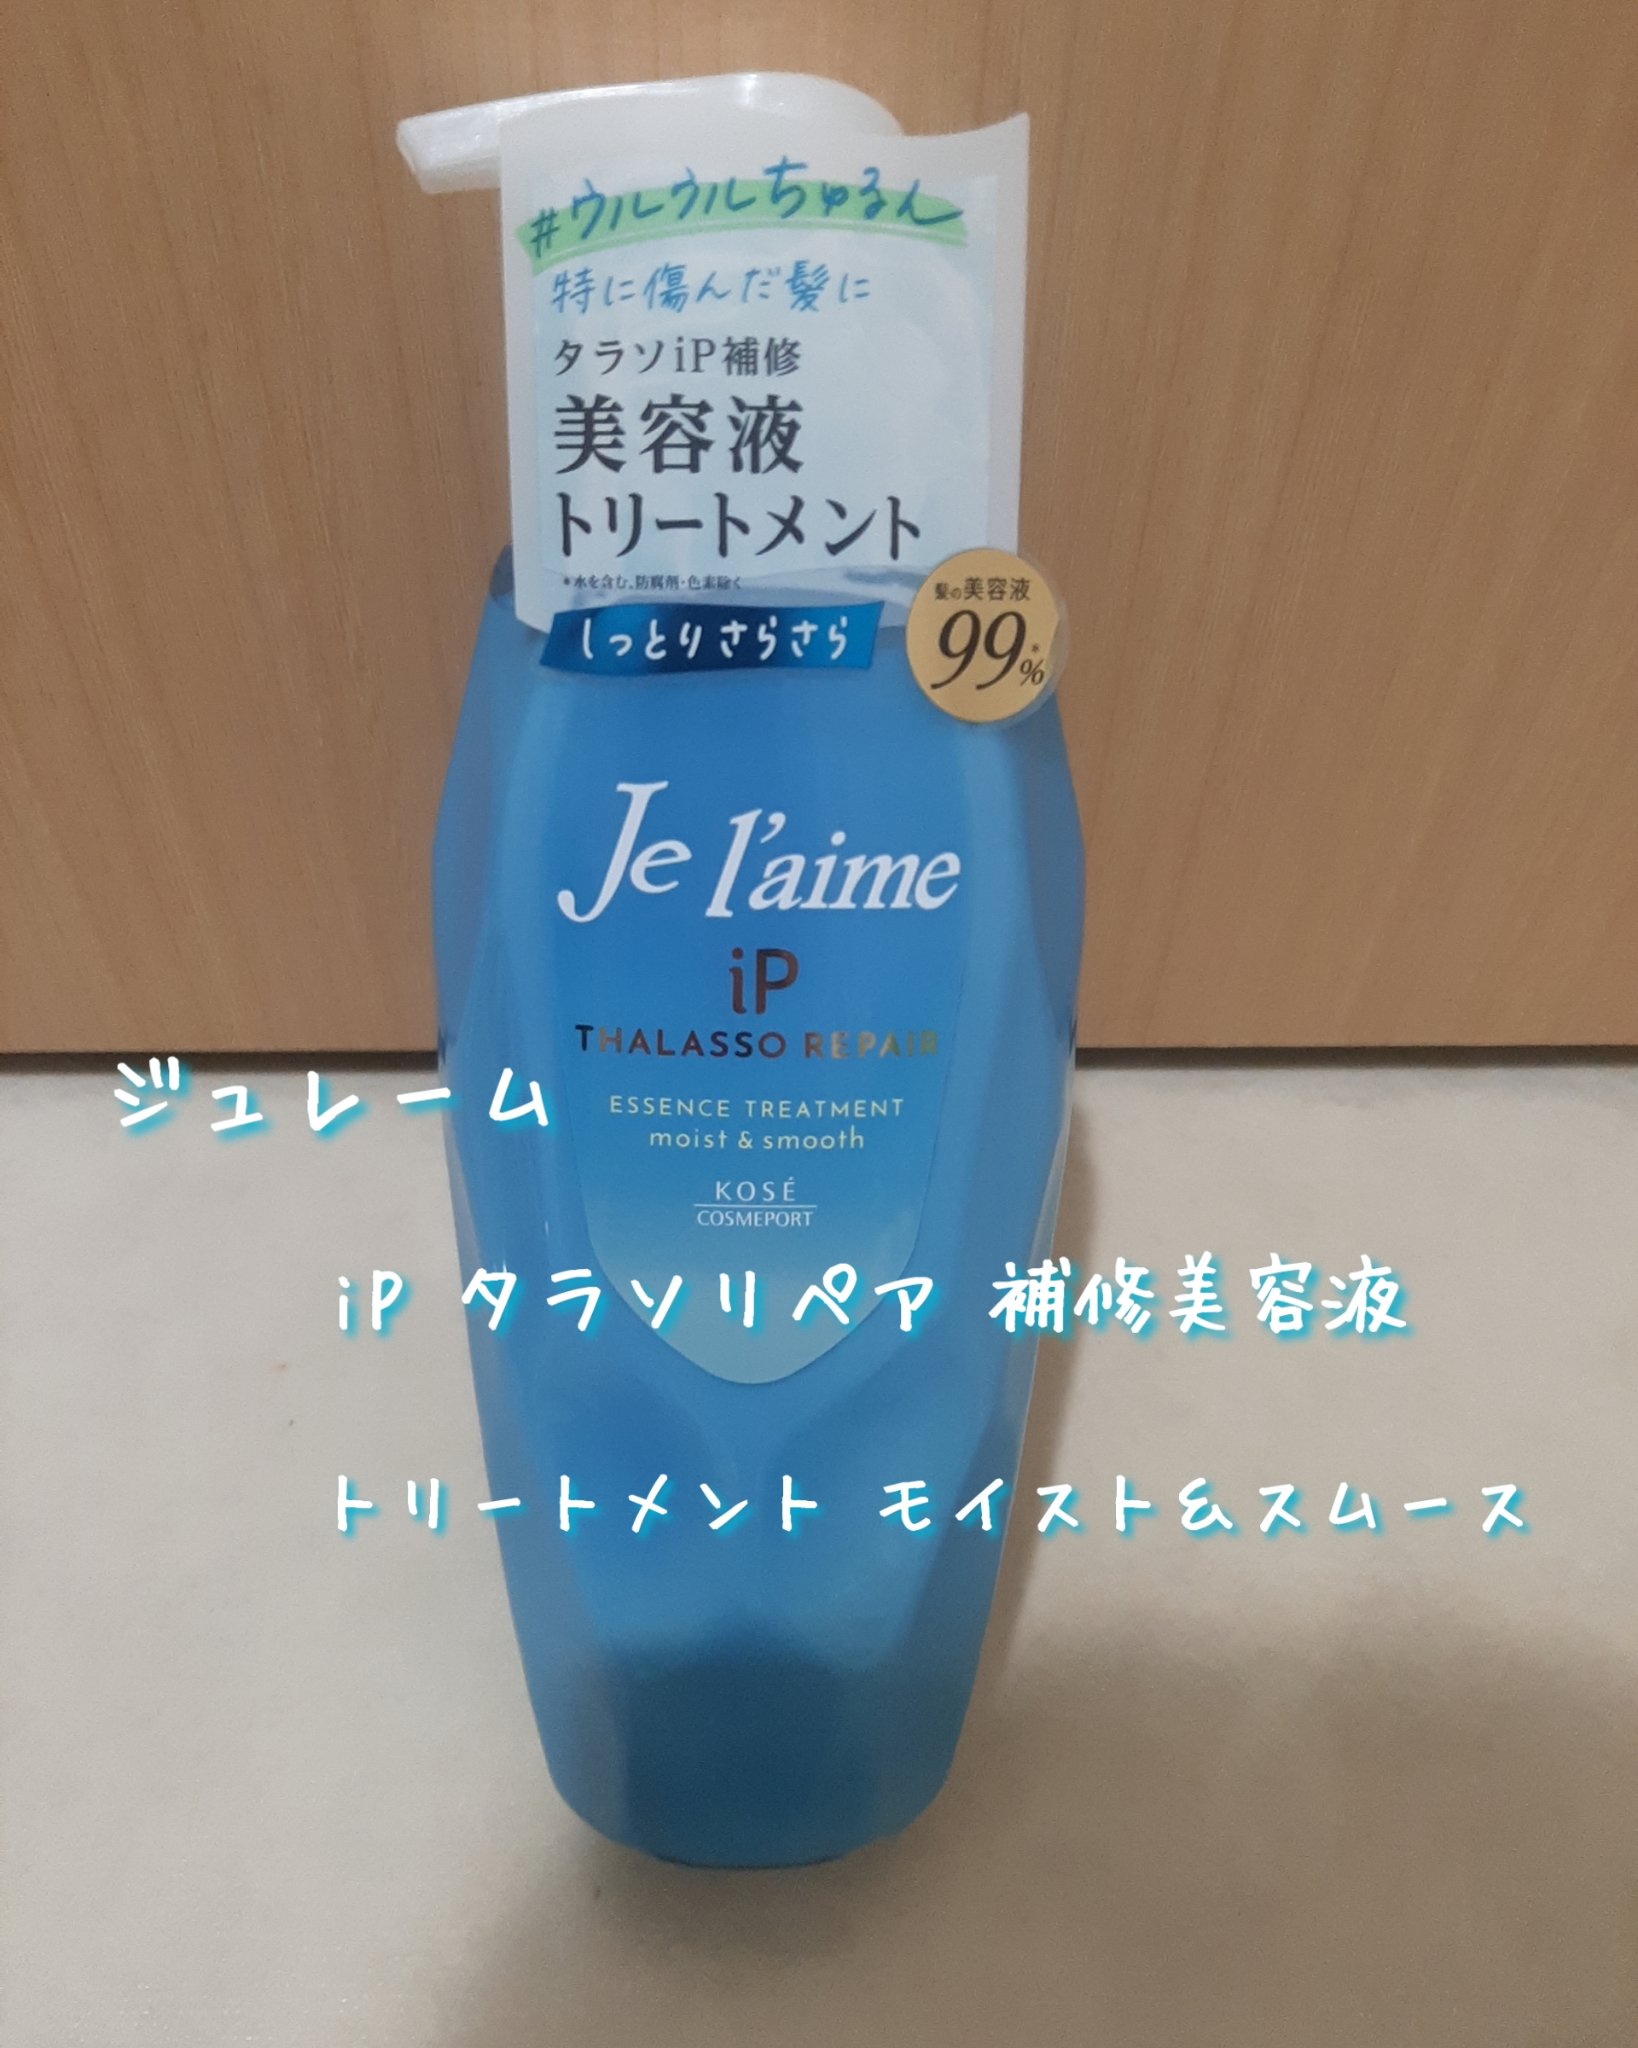 #ウルウルちゅるん
特に傷んだ髪に
タラソiP補修
美容液
トリートメント
*水を含む、防腐剤・色素除く
しっとりさらさら
髪の美容液
99*%
Je l'aime
iP
THALASSO REPAIR
ジュレーム
ESSENCE TREATMENT
moist & smooth
KOSÉ
COSMEPORT
iP タラソリペア 補修美容液
トリートメント モイスト&スムース